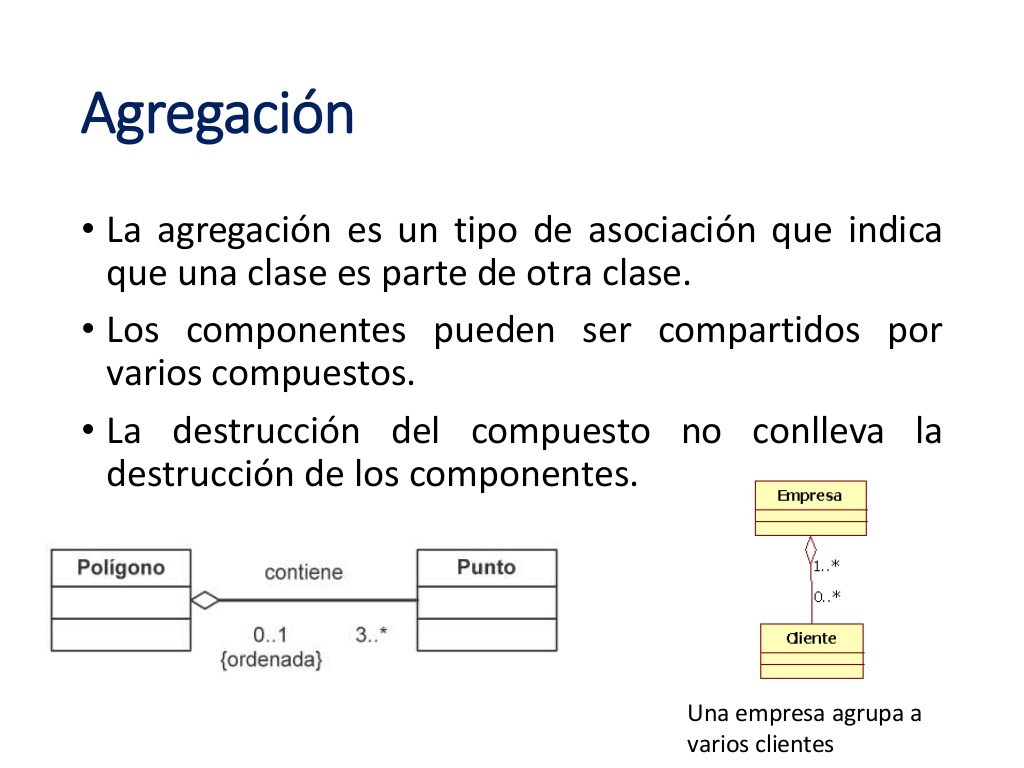 Agregación
• La agregación es un tipo de asociación que indica
que una clase es parte de otra clase.
• Los componentes pueden ser compartidos por
varios compuestos.
• La destrucción del compuesto no conlleva la
destrucción de los componentes.
Polígono
contiene
Punto
0..1
3..*
{ordenada}
Empresa
1..*
0..*
Cliente
Una empresa agrupa a
varios clientes